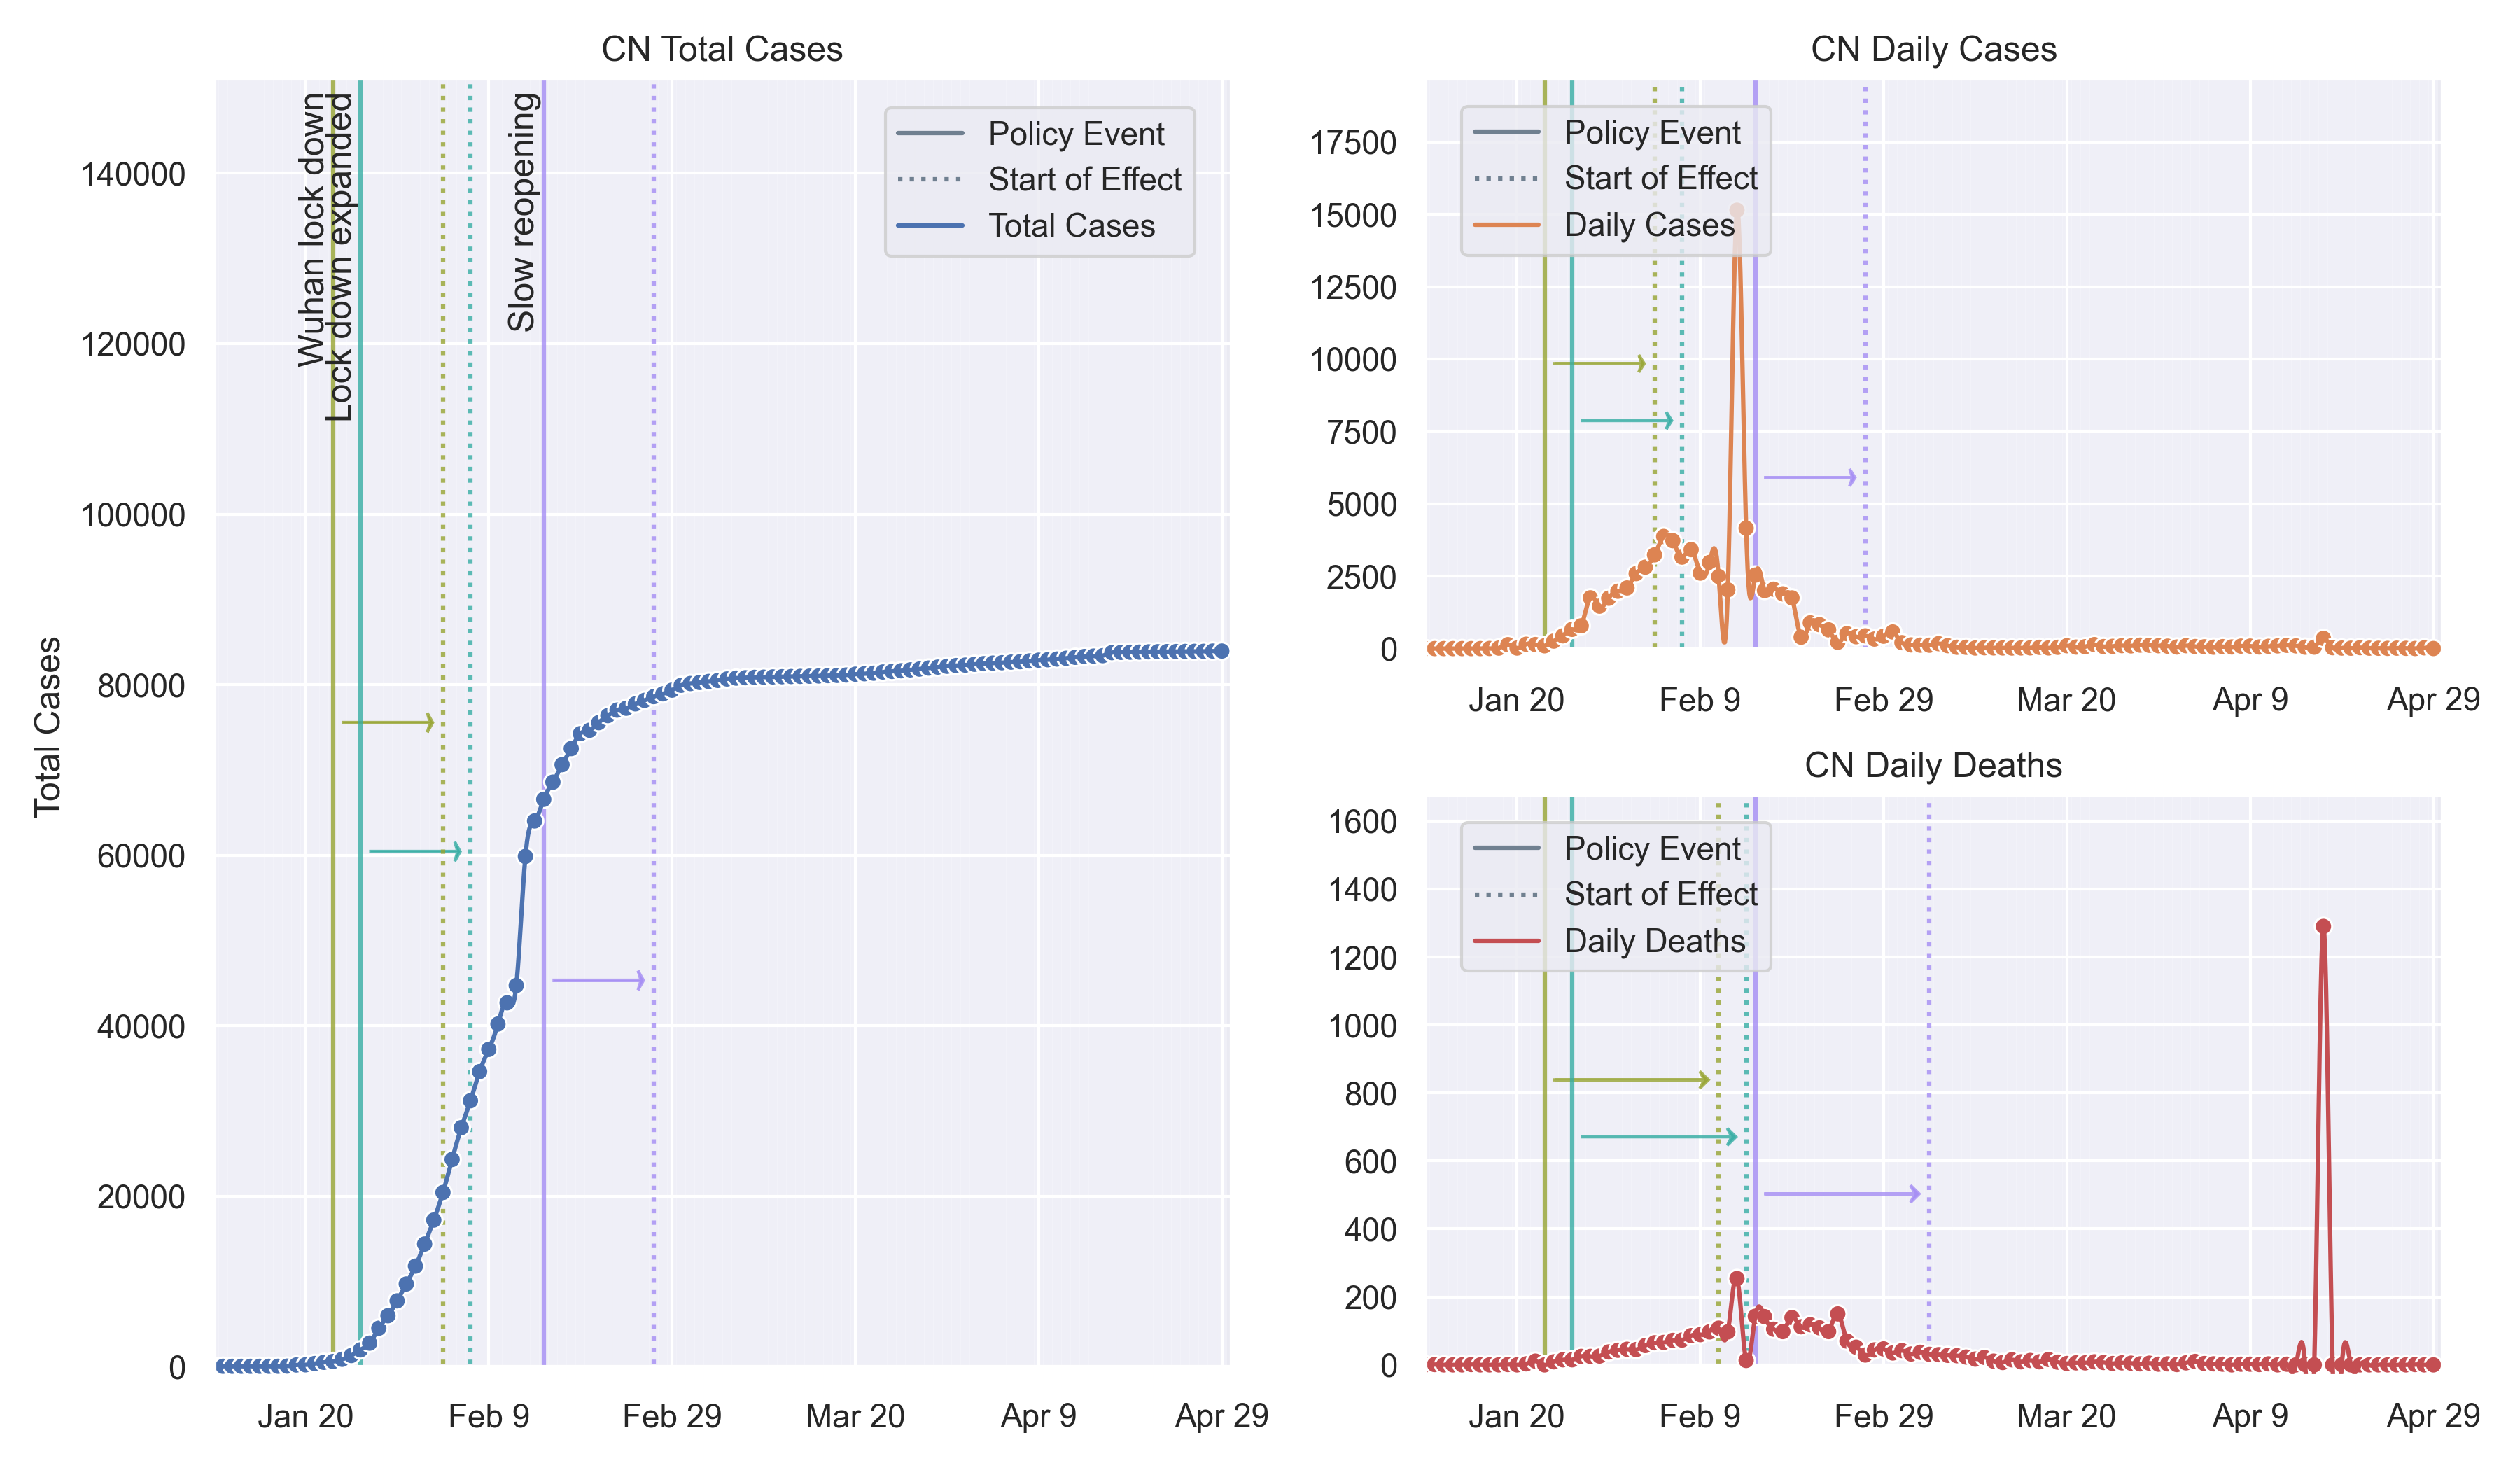 CN Total Cases
Total Cases
140000
120000
100000
80000
60000
40000
20000
0
Wuhan lock down
Lock down expanded
Slow reopening
Policy Event
Start of Effect
Total Cases
Jan 20
Feb 9
Feb 29
Mar 20
Apr 9
Apr 29
CN Daily Cases
17500
15000
12500
10000
7500
5000
2500
0
Policy Event
Start of Effect
Daily Cases
Jan 20
Feb 9
Feb 29
Mar 20
Apr 9
Apr 29
CN Daily Deaths
1600
1400
1200
1000
800
600
400
200
0
Policy Event
Start of Effect
Daily Deaths
Jan 20
Feb 9
Feb 29
Mar 20
Apr 9
Apr 29